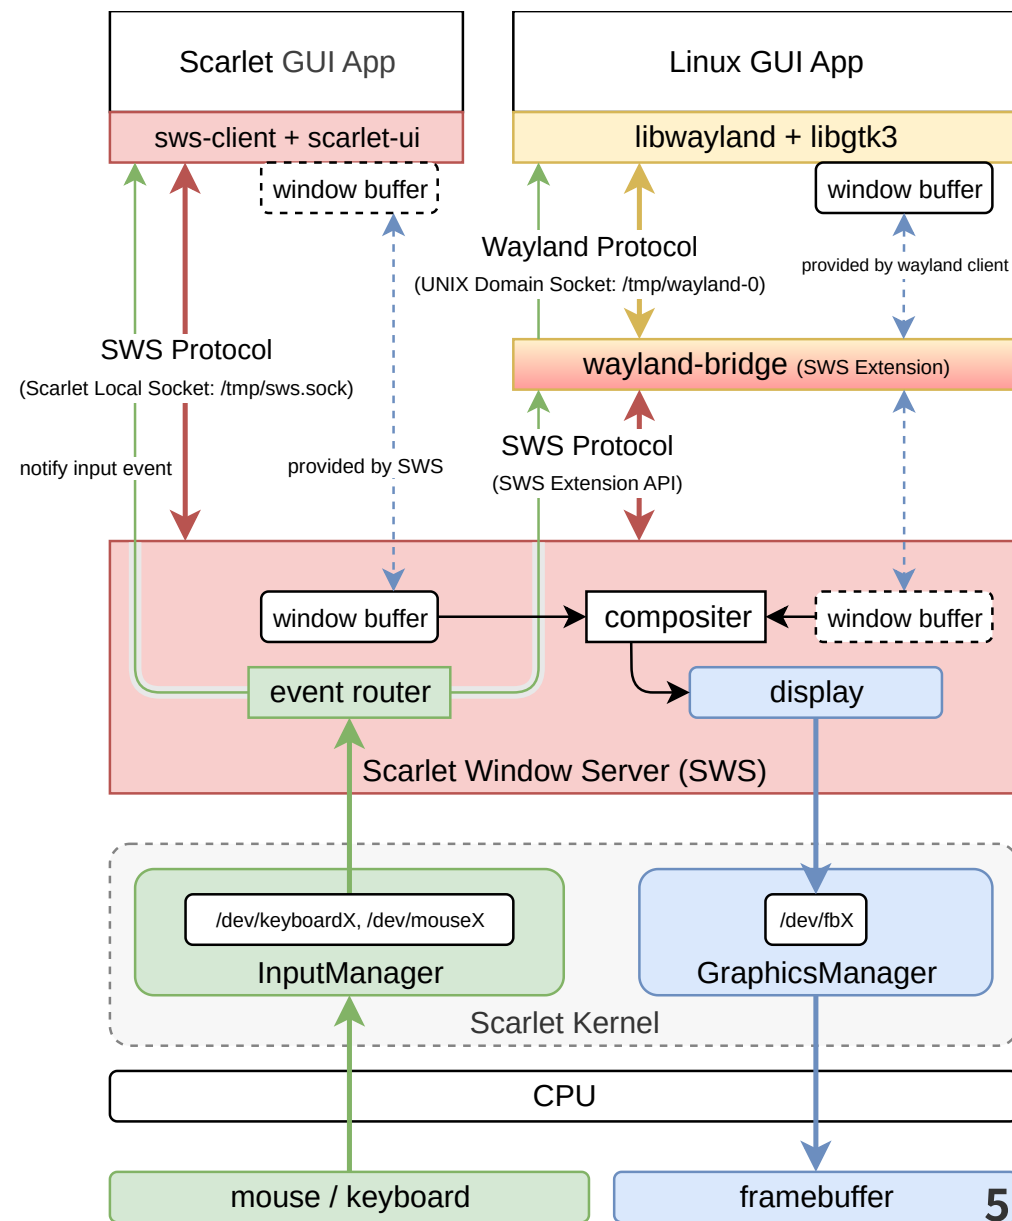 Scarlet GUI App
Linux GUI App
sws-client + scarlet-ui
libwayland + libgtk3
window buffer
window buffer
Wayland Protocol
(UNIX Domain Socket: /tmp/wayland-0)
provided by wayland client
SWS Protocol
(Scarlet Local Socket: /tmp/sws.sock)
wayland-bridge (SWS Extension)
notify input event
provided by SWS
SWS Protocol
(SWS Extension API)
window buffer
compositer
window buffer
event router
display
Scarlet Window Server (SWS)
/dev/keyboardX, /dev/mouseX
/dev/fbX
InputManager
GraphicsManager
Scarlet Kernel
CPU
mouse / keyboard
framebuffer
5